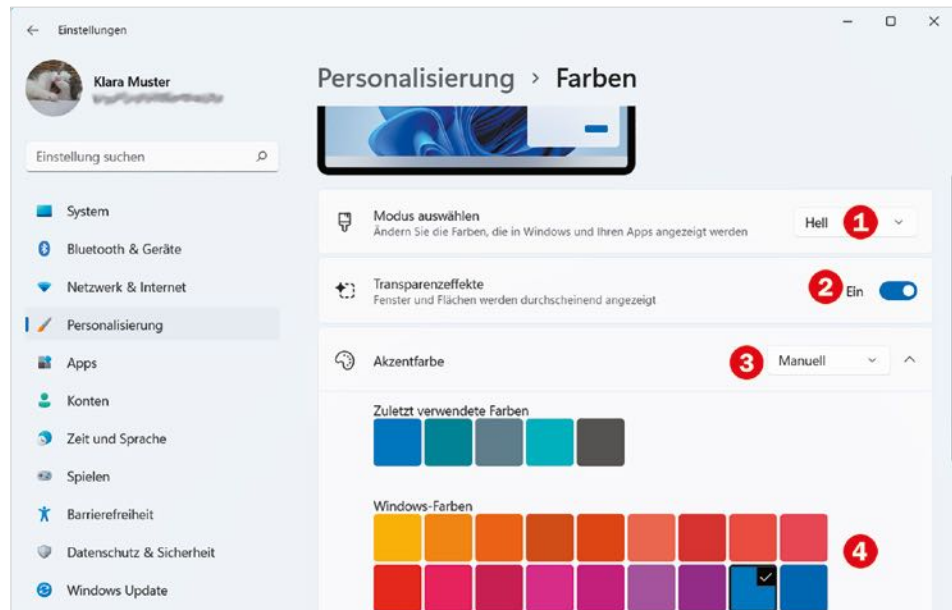 Einstellungen
Klara Muster
Einstellung suchen
System
Bluetooth & Geräte
Netzwerk & Internet
Personalisierung
Apps
Konten
Zeit und Sprache
Spielen
Barrierefreiheit
Datenschutz & Sicherheit
Windows Update
Personalisierung > Farben
Modus auswählen
Ändern Sie die Farben, die in Windows und Ihren Apps angezeigt werden
Hell 1
Transparenzeffekte
Fenster und Flächen werden durchscheinend angezeigt
2 Ein
Akzentfarbe
3 Manuell
Zuletzt verwendete Farben
Windows-Farben
4